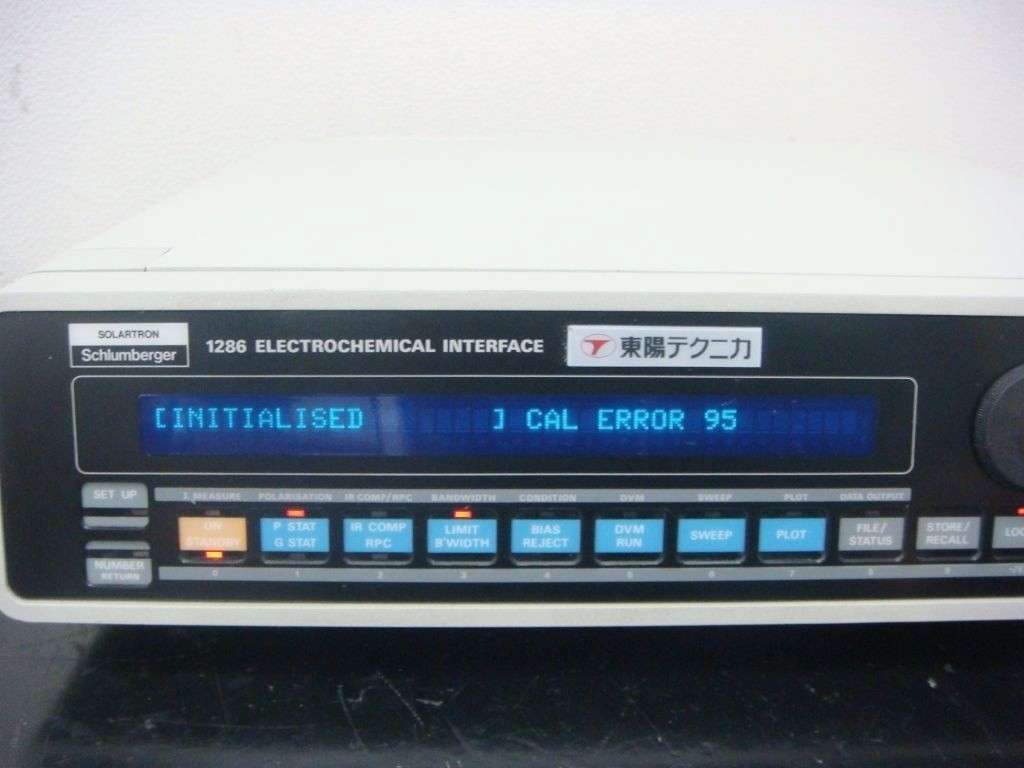 SOLARTRON
Schlumberger
1286 ELECTROCHEMICAL INTERFACE
東陽テクニカ
[INITIALISED ] CAL ERROR 95
SET UP
I MEASURE POLARISATION IR COMP/RPC BANDWIDTH CONDITION DVM SWEEP PLOT DATA OUTPUT
ON
STANDBY
P STAT
G STAT
IR COMP
RPC
LIMIT
B'WIDTH
BIAS
REJECT
DVM
RUN
SWEEP
PLOT
FILE/
STATUS
STORE/
RECALL
NUMBER
RETURN
0 1 2 3 4 5 6 7 8 9